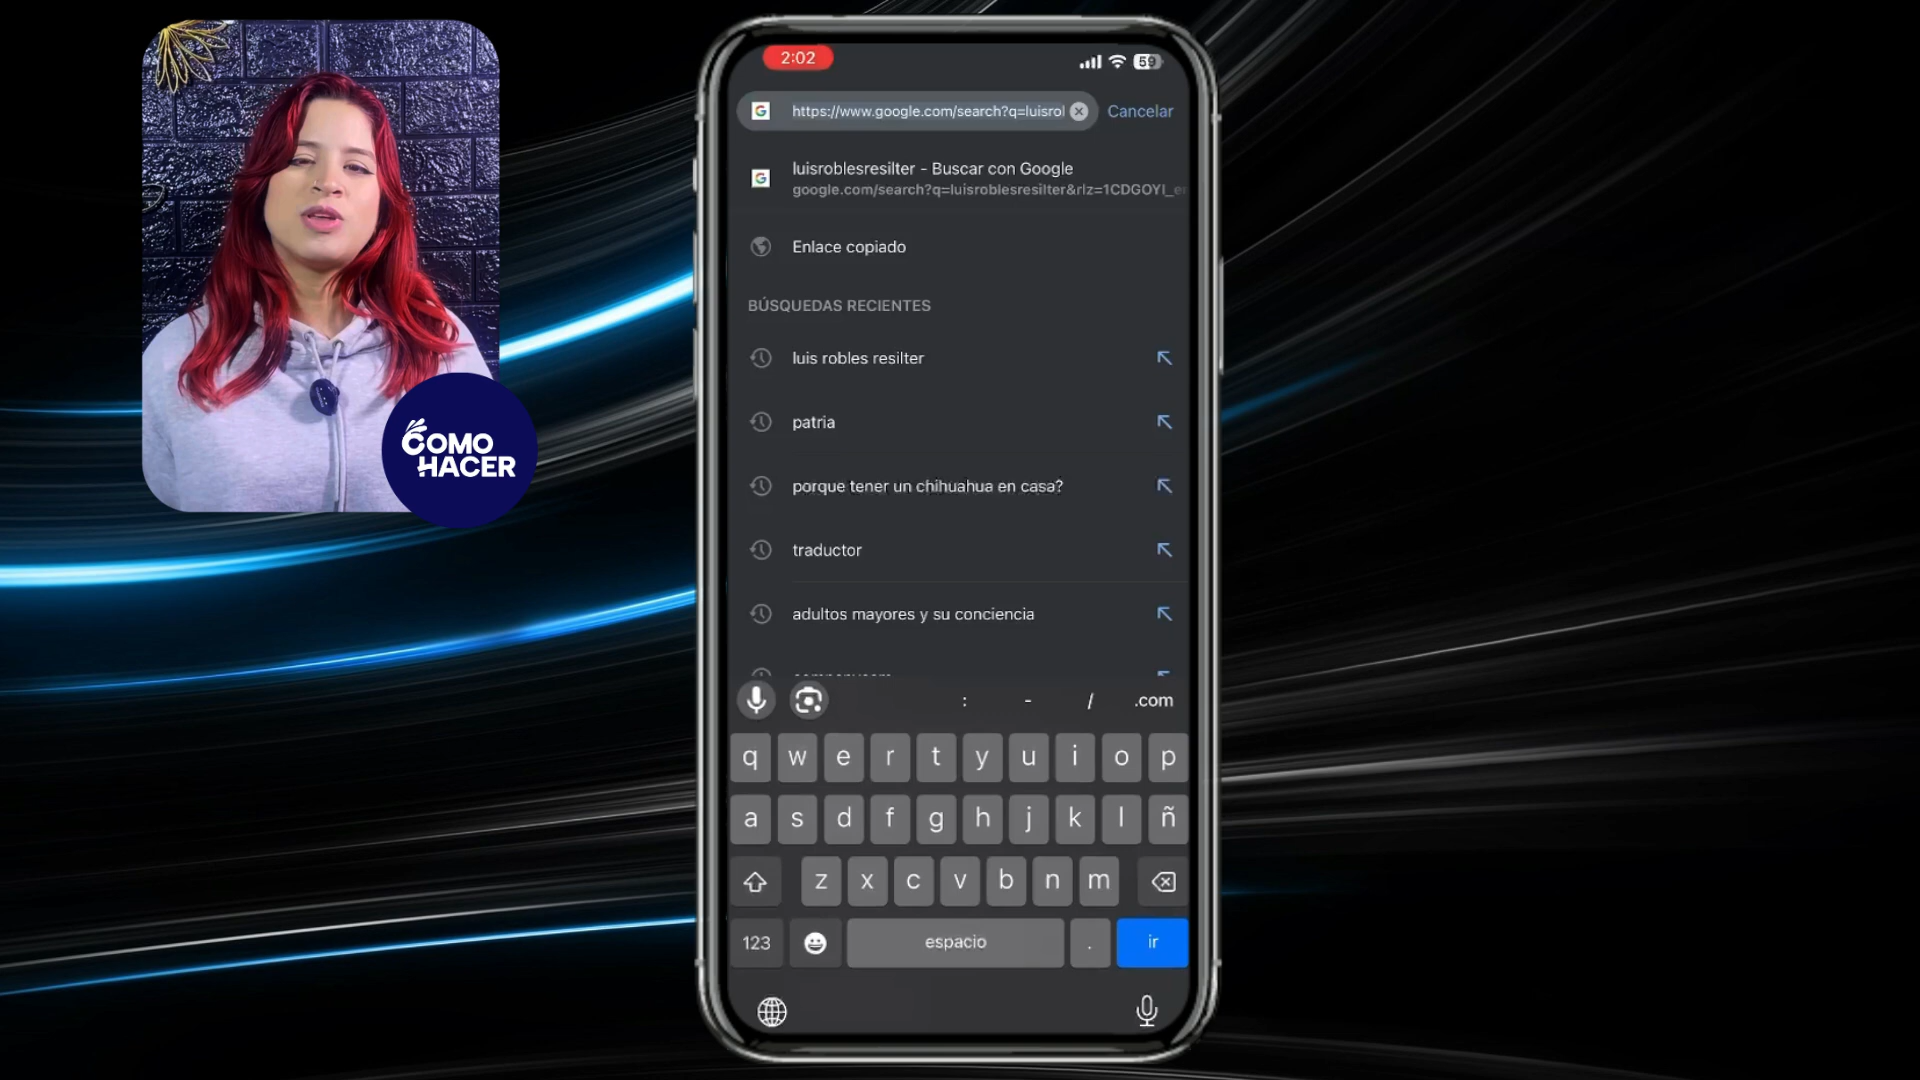 COMO
HACER
2:02
59
https://www.google.com/search?q=luisrol
Cancelar
luisroblesresilter - Buscar con Google
google.com/search?q=luisroblesresilter&rlz=1CDGOYI_e
Enlace copiado
BÚSQUEDAS RECIENTES
luis robles resilter
patria
porque tener un chihuahua en casa?
traductor
adultos mayores y su conciencia
: - / .com
q w e r t y u i o p
a s d f g h j k l ñ
z x c v b n m
123 espacio . ir